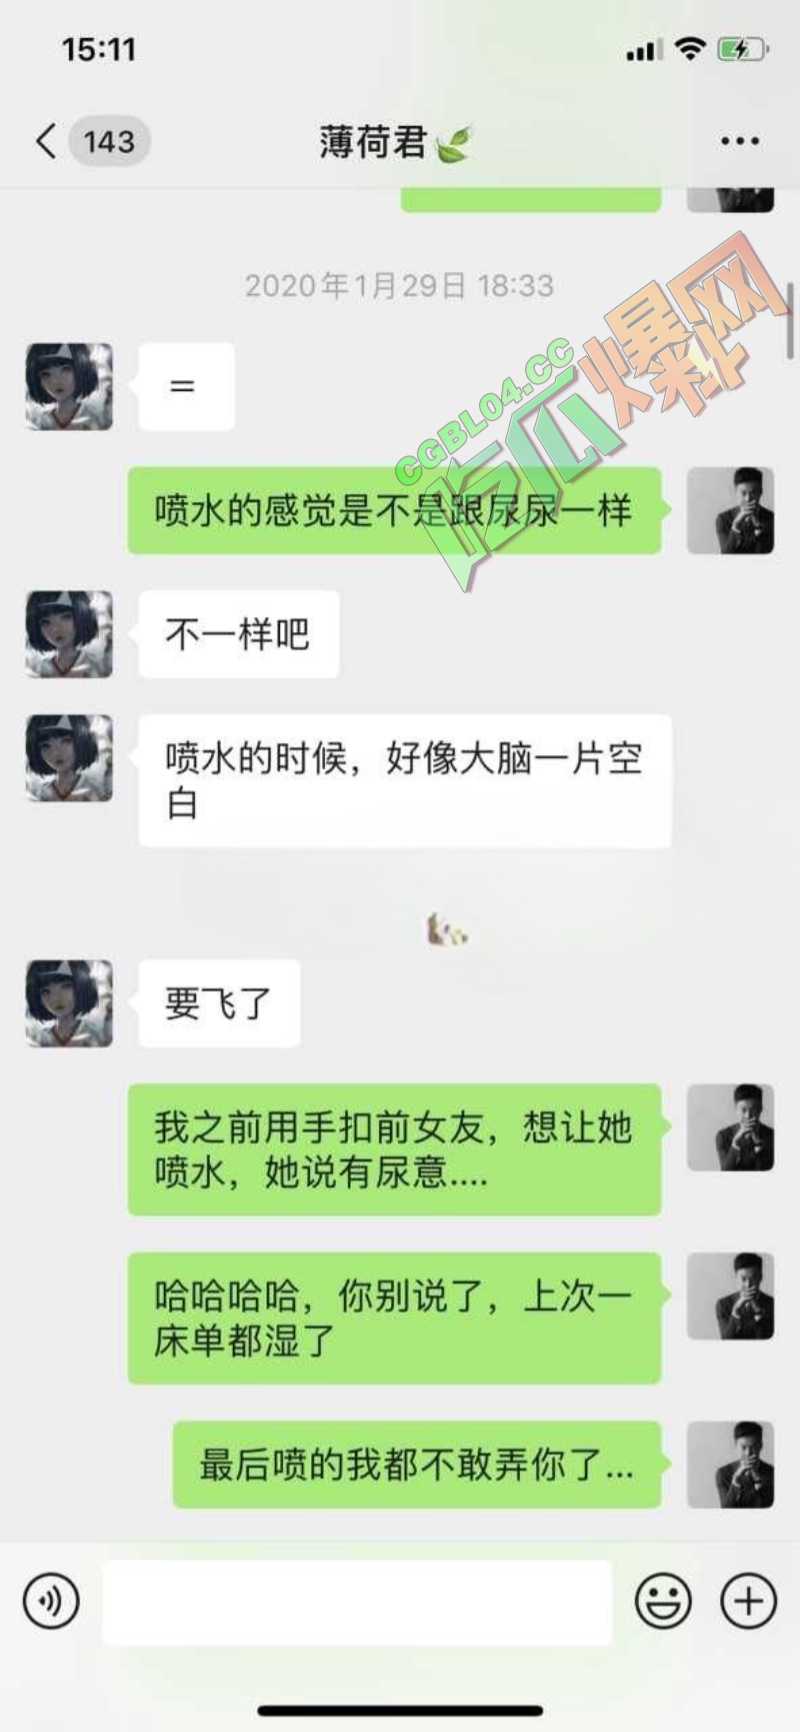 15:11
143
薄荷君
2020年1月29日 18:33
CGBL04.CC
吃瓜爆料网
=
喷水的感觉是不是跟尿尿一样
不一样吧
喷水的时候，好像大脑一片空
白
要飞了
我之前用手扣前女友，想让她
喷水，她说有尿意....
哈哈哈哈，你别说了，上次一
床单都湿了
最后喷的我都不敢弄你了...